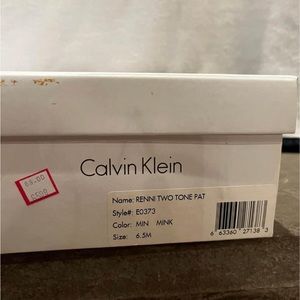 Calvin Klein
Name: RENNI TWO TONE PAT
Style#: E0373
Color: MIN MINK
Size: 6.5M
6 63360 27138 3